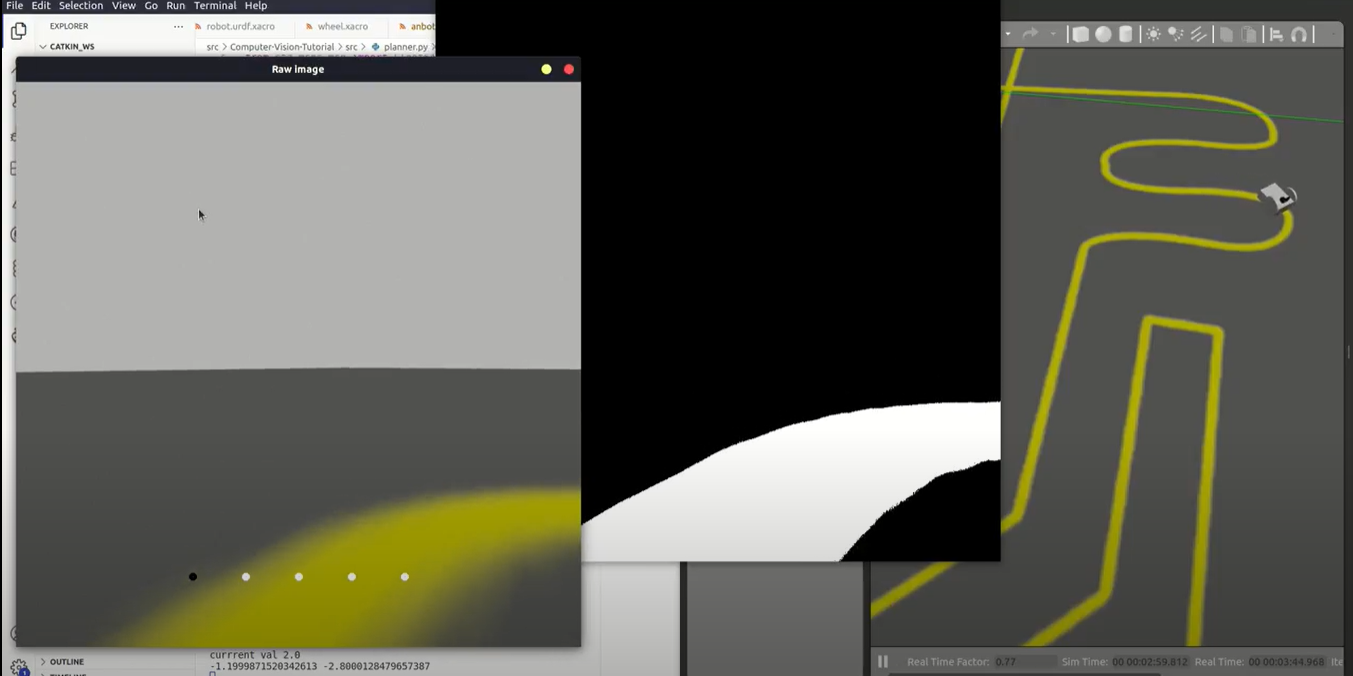 File Edit Selection View Go Run Terminal Help
EXPLORER ··· robot.urdf.xacro wheel.xacro anbot
CATKIN_WS src > Computer-Vision-Tutorial > src > planner.py
Raw image
OUTLINE
currrent val 2.0
-1.1999871520342613 -2.8000128479657387
Real Time Factor: 0.77 Sim Time: 00 00:02:59.812 Real Time: 00 00:03:44.968 Ite